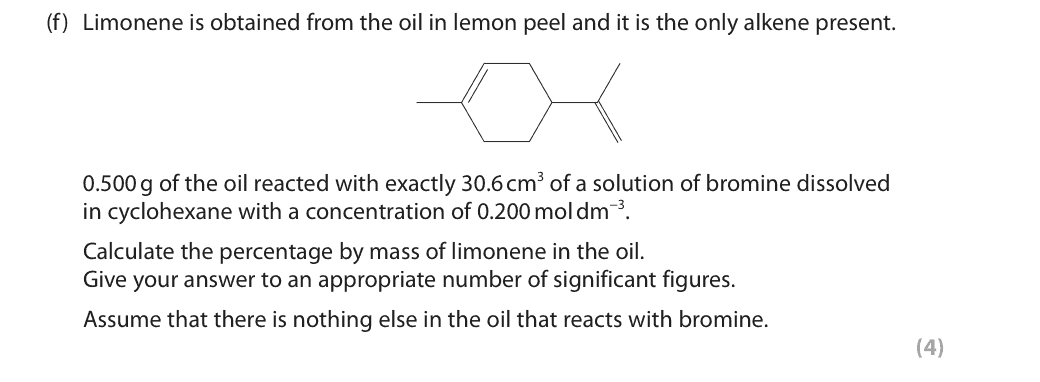 (f) Limonene is obtained from the oil in lemon peel and it is the only alkene present.
0.500 g of the oil reacted with exactly 30.6 cm³ of a solution of bromine dissolved
in cyclohexane with a concentration of 0.200 mol dm⁻³.
Calculate the percentage by mass of limonene in the oil.
Give your answer to an appropriate number of significant figures.
Assume that there is nothing else in the oil that reacts with bromine.
(4)